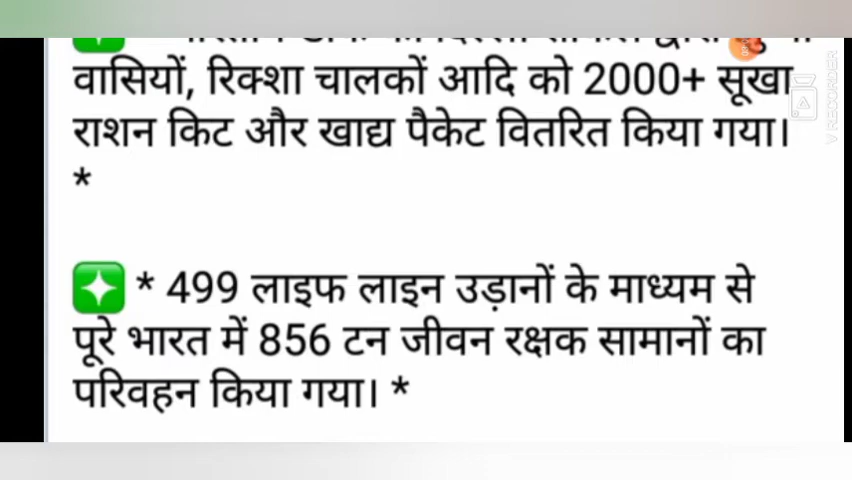 वासियों, रिक्शा चालकों आदि को 2000+ सूखा
राशन किट और खाद्य पैकेट वितरित किया गया।
*
* 499 लाइफ लाइन उड़ानों के माध्यम से
पूरे भारत में 856 टन जीवन रक्षक सामानों का
परिवहन किया गया। *
V RECORDER